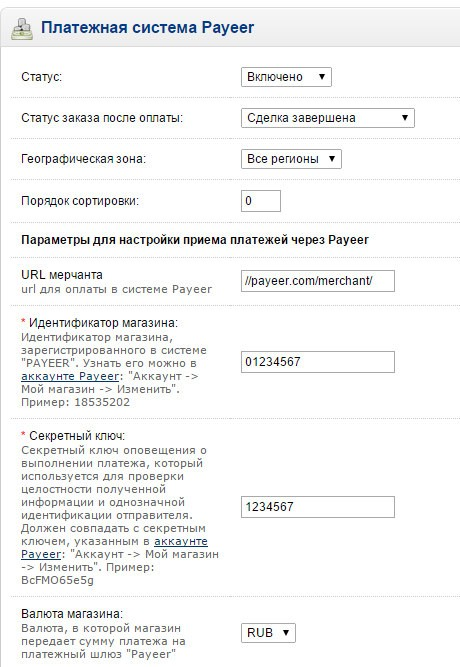 Платежная система Payeer
Статус: Включено
Статус заказа после оплаты: Сделка завершена
Географическая зона: Все регионы
Порядок сортировки: 0
Параметры для настройки приема платежей через Payeer
URL мерчанта
url для оплаты в системе Payeer
//payeer.com/merchant/
* Идентификатор магазина:
Идентификатор магазина,
зарегистрированного в системе
"PAYEER". Узнать его можно в
аккаунте Payeer: "Аккаунт ->
Мой магазин -> Изменить".
Пример: 18535202
01234567
* Секретный ключ:
Секретный ключ оповещения о
выполнении платежа, который
используется для проверки
целостности полученной
информации и однозначной
идентификации отправителя.
Должен совпадать с секретным
ключем, указанным в аккаунте
Payeer: "Аккаунт -> Мой магазин
-> Изменить". Пример:
BcFMO65e5g
1234567
Валюта магазина:
Валюта, в которой магазин
передает сумму платежа на
платежный шлюз "Payeer"
RUB